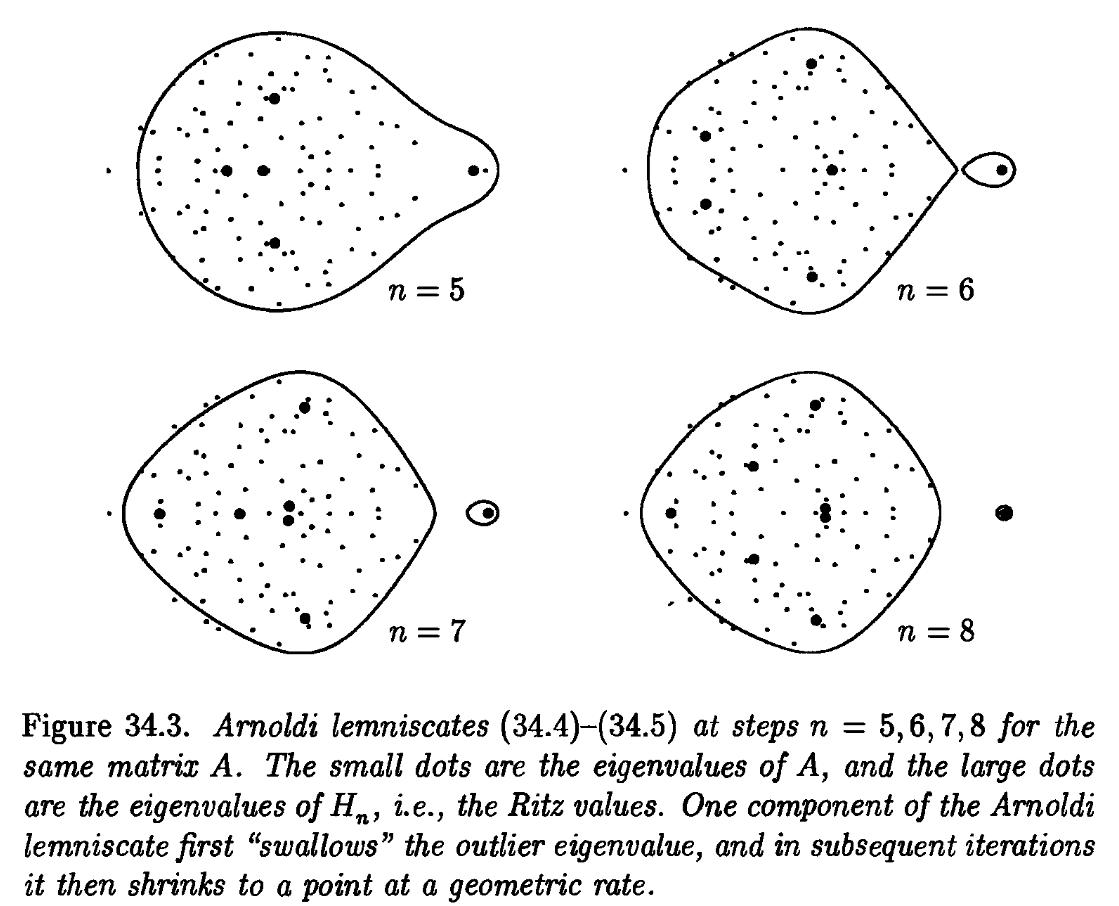 n = 5
n = 6
n = 7
n = 8
Figure 34.3. Arnoldi lemniscates (34.4)–(34.5) at steps n = 5,6,7,8 for the
same matrix A. The small dots are the eigenvalues of A, and the large dots
are the eigenvalues of Hₙ, i.e., the Ritz values. One component of the Arnoldi
lemniscate first “swallows” the outlier eigenvalue, and in subsequent iterations
it then shrinks to a point at a geometric rate.